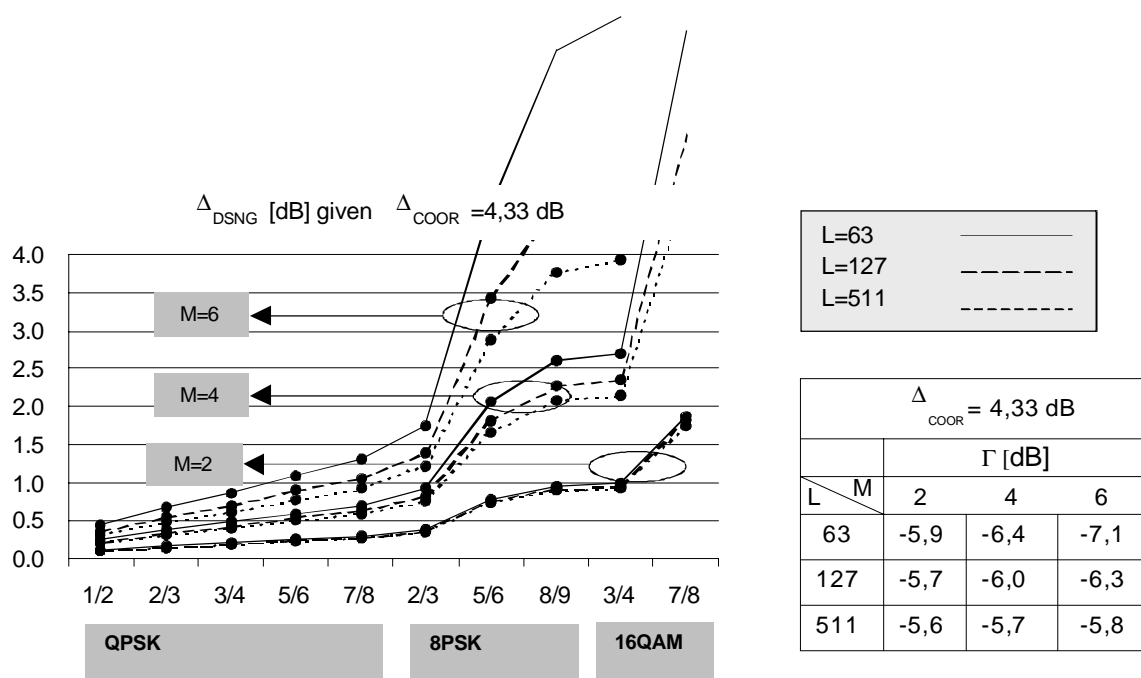 Δ DSNG [dB] given Δ COOR =4,33 dB
4.0
3.5
3.0
2.5
2.0
1.5
1.0
0.5
0.0
M=6
M=4
M=2
1/2 2/3 3/4 5/6 7/8 2/3 5/6 8/9 3/4 7/8
QPSK 8PSK 16QAM
L=63
L=127
L=511
Δ COOR = 4,33 dB
Γ [dB]
L M 2 4 6
63 -5,9 -6,4 -7,1
127 -5,7 -6,0 -6,3
511 -5,6 -5,7 -5,8